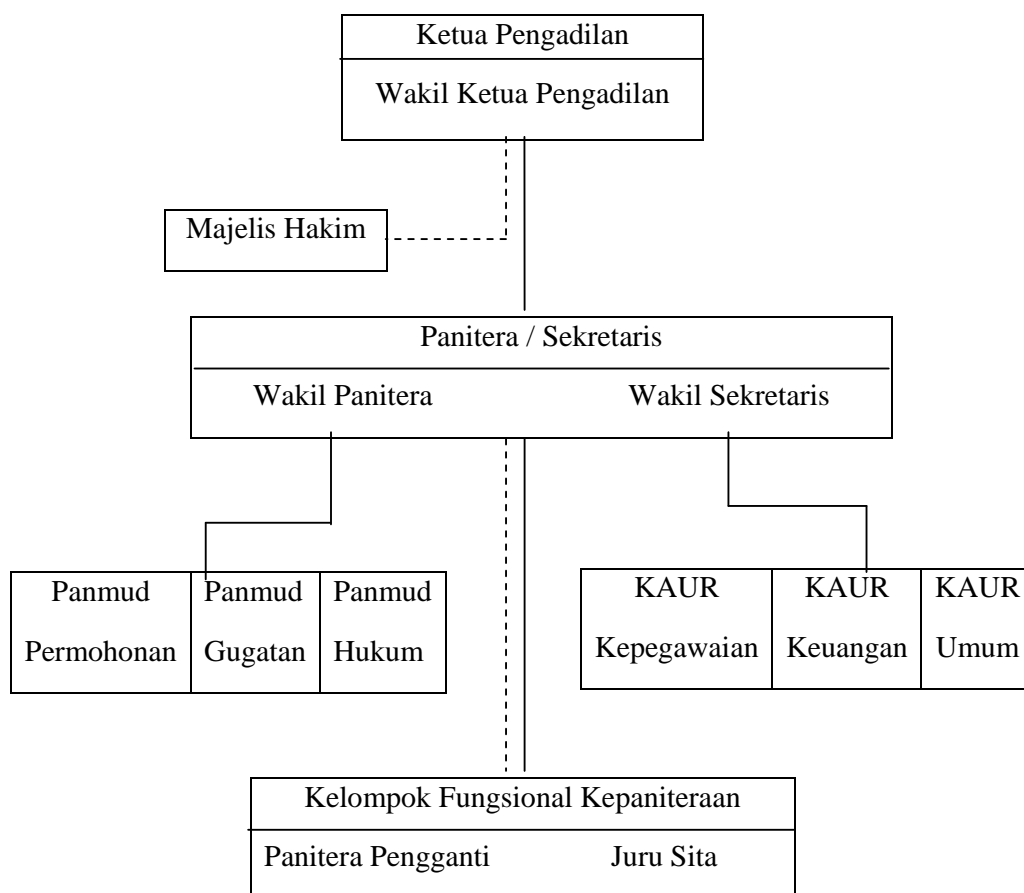 Ketua Pengadilan
Wakil Ketua Pengadilan
Majelis Hakim
Panitera / Sekretaris
Wakil Panitera
Wakil Sekretaris
Panmud
Permohonan
Panmud
Gugatan
Panmud
Hukum
KAUR
Kepegawaian
KAUR
Keuangan
KAUR
Umum
Kelompok Fungsional Kepaniteraan
Panitera Pengganti
Juru Sita